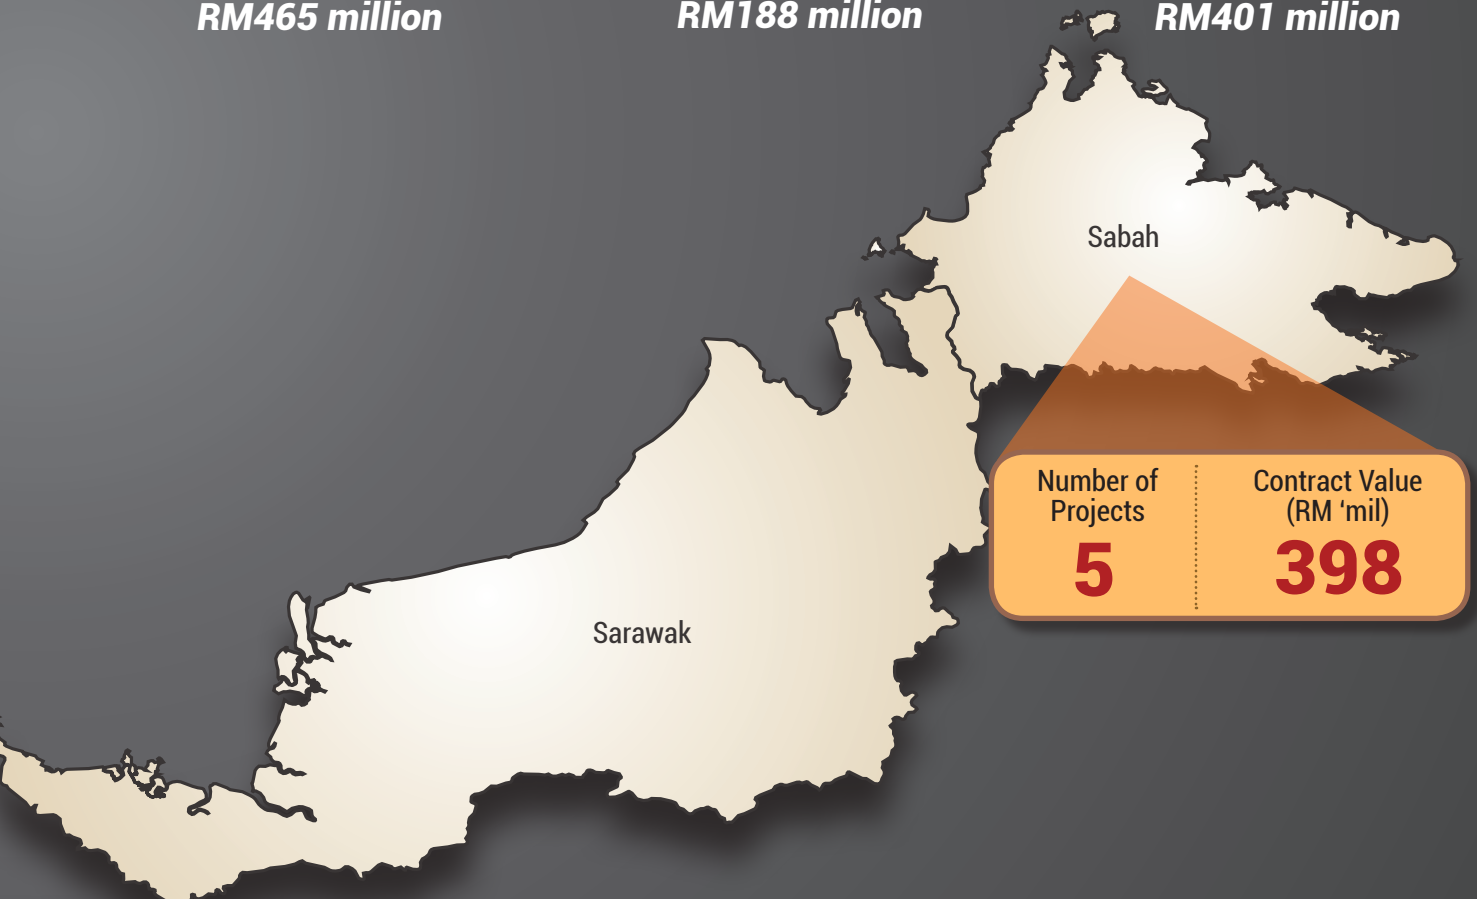 RM465 million
RM188 million
RM401 million
Sabah
Number of
Projects
5
Contract Value
(RM ‘mil)
398
Sarawak